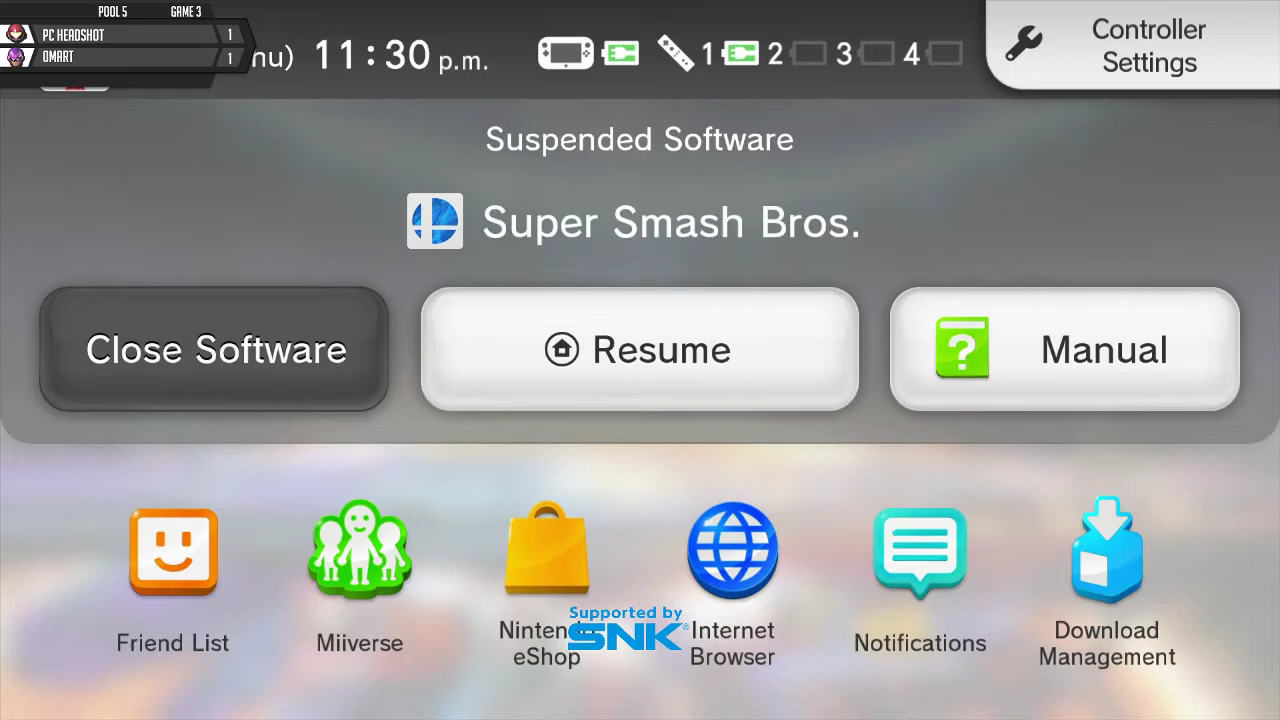 POOL 5 GAME 3
PC HEADSHOT 1
OMART 1
hu) 11:30 p.m. 1 2 3 4
Controller
Settings
Suspended Software
Super Smash Bros.
Close Software
Resume
? Manual
Friend List
Miiverse
Nintend
eShop
Supported by
SNK®
Internet
Browser
Notifications
Download
Management